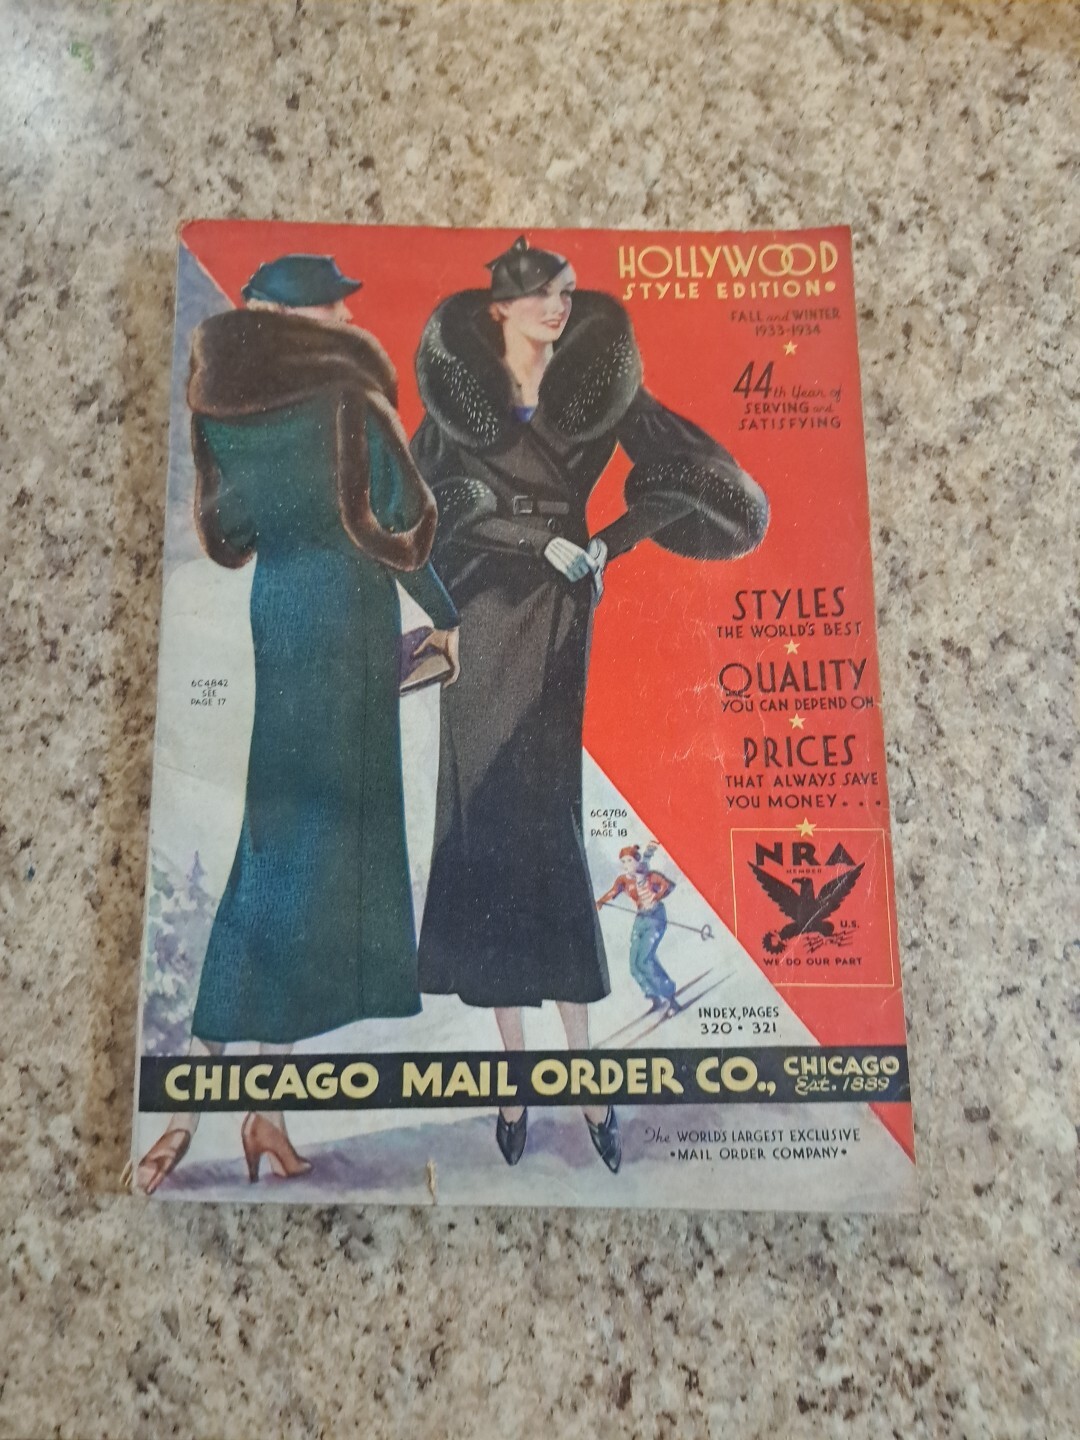 HOLLYWOOD
STYLE EDITION•
FALL and WINTER
1933-1934
44th Year of
SERVING and
SATISFYING
STYLES
THE WORLD'S BEST
QUALITY
YOU CAN DEPEND ON
PRICES
THAT ALWAYS SAVE
YOU MONEY...
NRA
MEMBER
U.S.
WE DO OUR PART
6C4842
SEE
PAGE 17
6C4786
SEE
PAGE 18
INDEX, PAGES
320 • 321
CHICAGO MAIL ORDER CO., CHICAGO
Est. 1889
The WORLD'S LARGEST EXCLUSIVE
•MAIL ORDER COMPANY•